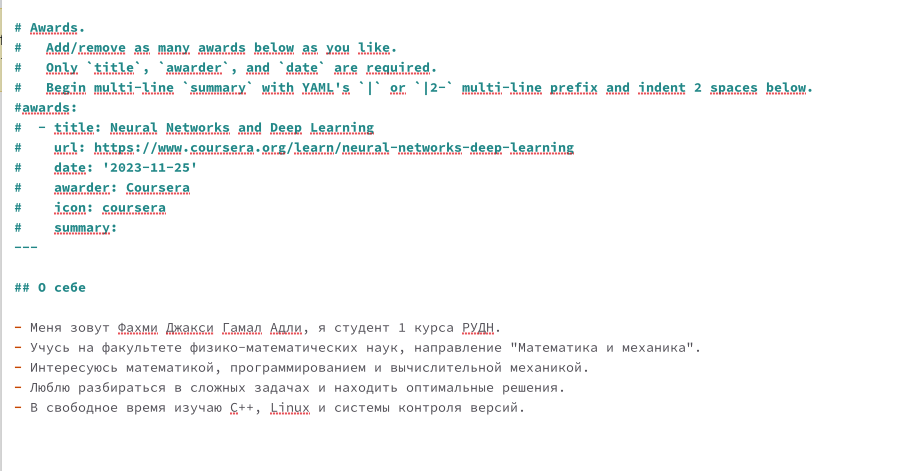 # Awards.
#   Add/remove as many awards below as you like.
#   Only `title`, `awarder`, and `date` are required.
#   Begin multi-line `summary` with YAML's `|` or `|2-` multi-line prefix and indent 2 spaces below.
#awards:
#  - title: Neural Networks and Deep Learning
#    url: https://www.coursera.org/learn/neural-networks-deep-learning
#    date: '2023-11-25'
#    awarder: Coursera
#    icon: coursera
#    summary:
---
## О себе
- Меня зовут Фахми Джакси Гамал Адли, я студент 1 курса РУДН.
- Учусь на факультете физико-математических наук, направление "Математика и механика".
- Интересуюсь математикой, программированием и вычислительной механикой.
- Люблю разбираться в сложных задачах и находить оптимальные решения.
- В свободное время изучаю C++, Linux и системы контроля версий.